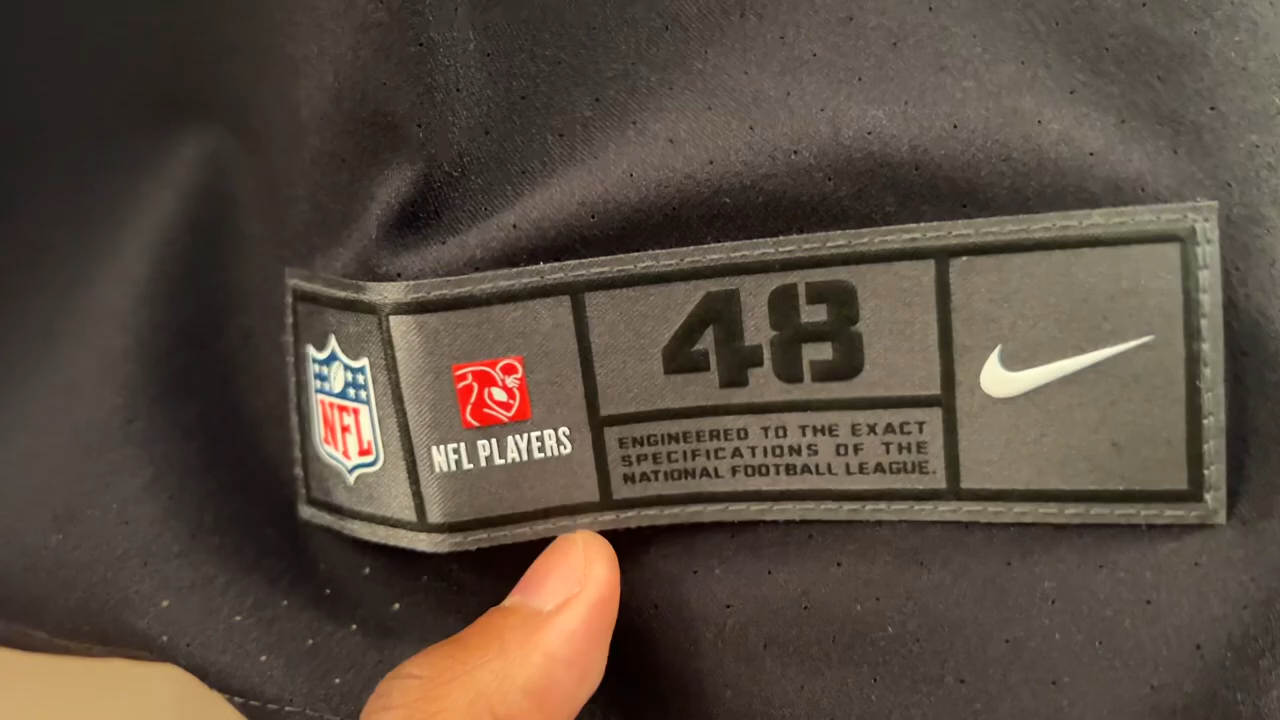 NFL
NFL PLAYERS
48
ENGINEERED TO THE EXACT
SPECIFICATIONS OF THE
NATIONAL FOOTBALL LEAGUE.